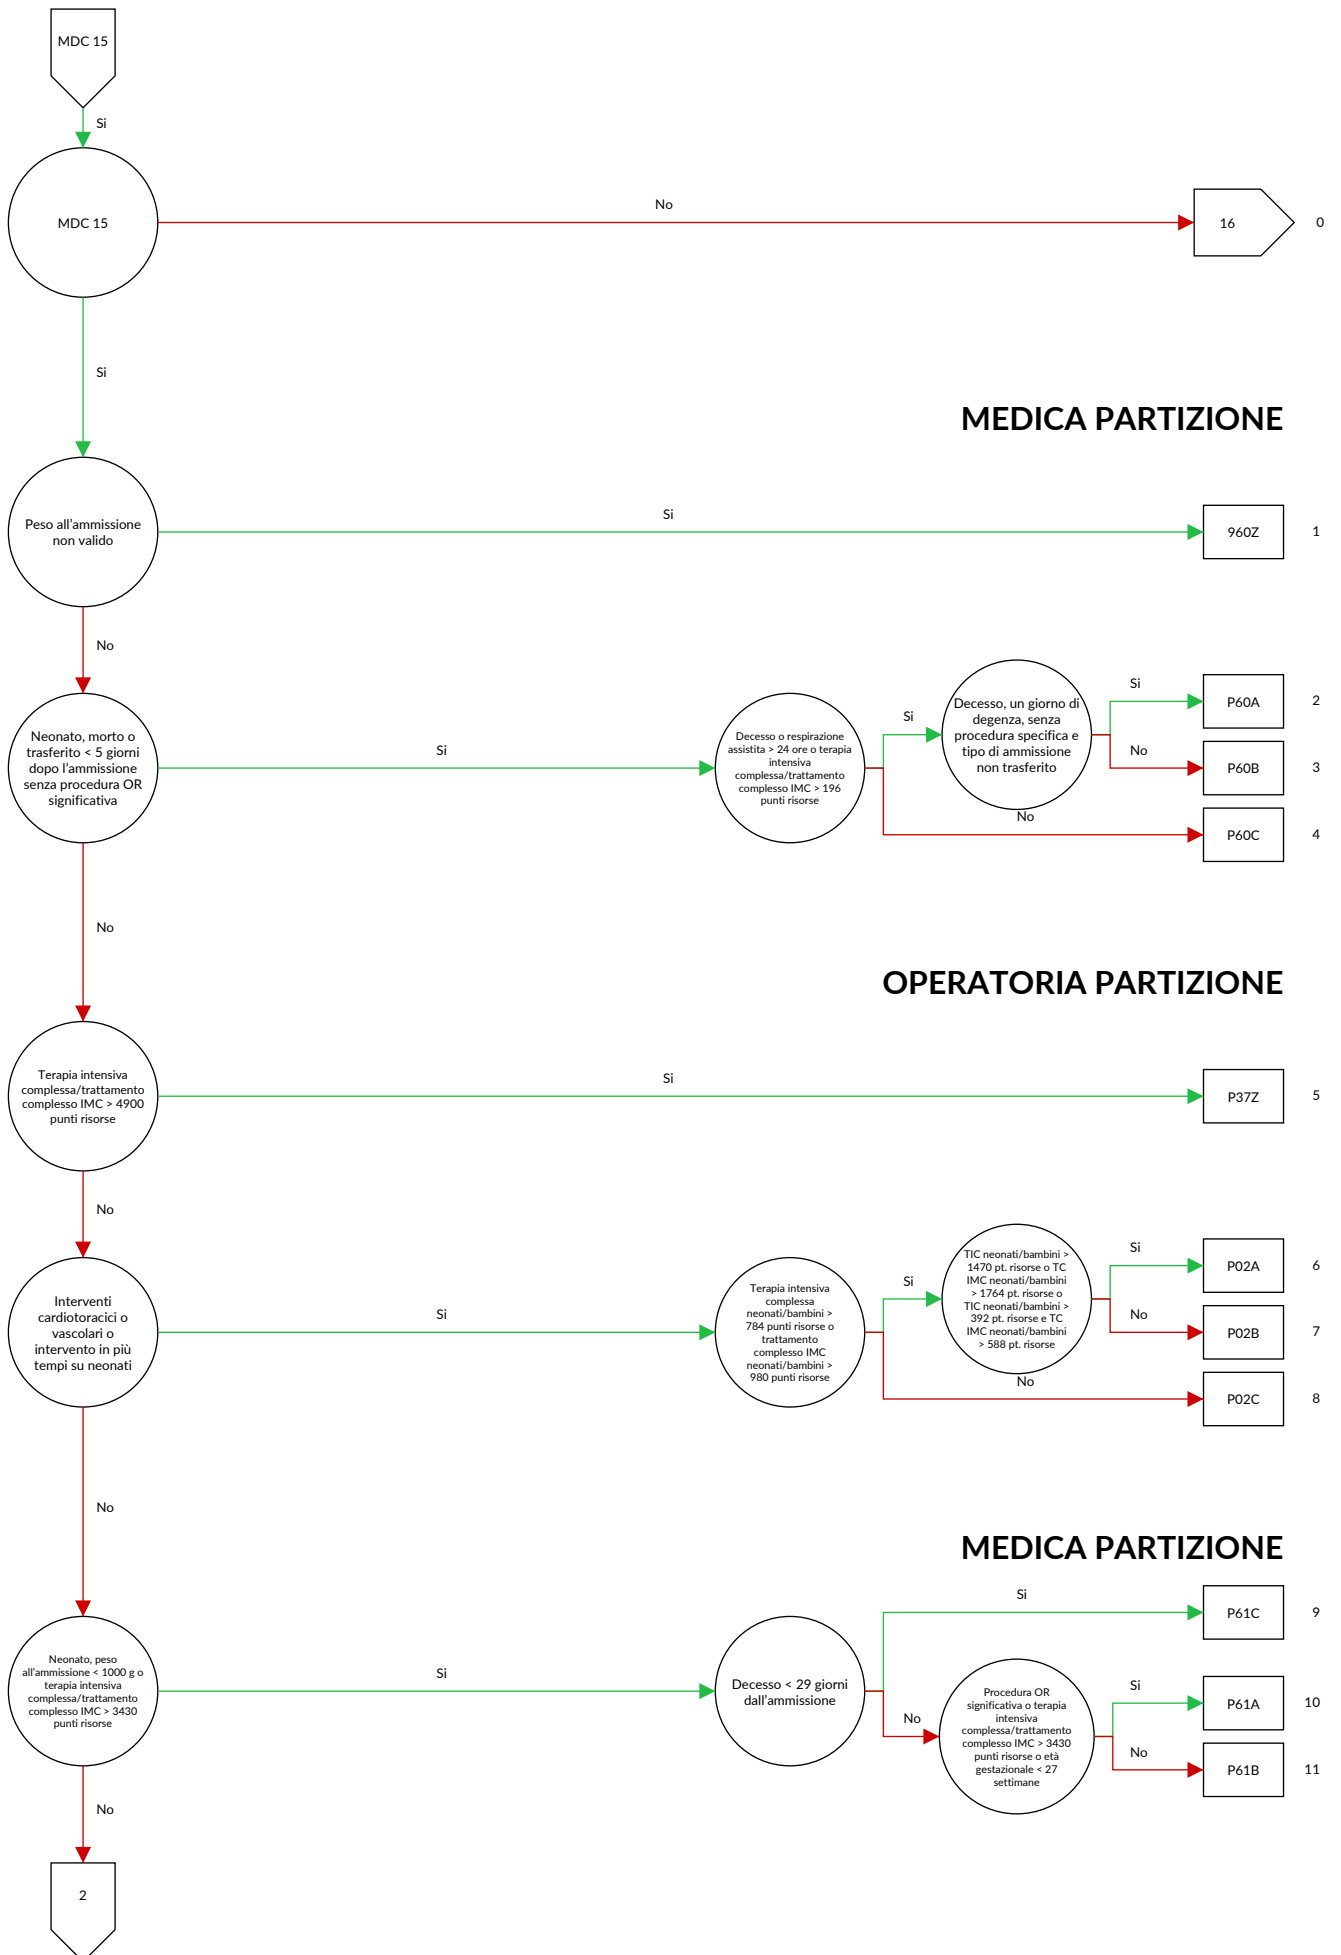 MDC 15
Si
MDC 15
No
16
0
Si
MEDICA PARTIZIONE
Peso all'ammissione
non valido
Si
960Z
1
No
Neonato, morto o
trasferito < 5 giorni
dopo l'ammissione
senza procedura OR
significativa
Si
Decesso o respirazione
assistita > 24 ore o terapia
intensiva
complessa/trattamento
complesso IMC > 196
punti risorse
Si
Decesso, un giorno di
degenza, senza
procedura specifica e
tipo di ammissione
non trasferito
Si
P60A
2
No
P60B
3
No
P60C
4
No
OPERATORIA PARTIZIONE
Terapia intensiva
complessa/trattamento
complesso IMC > 4900
punti risorse
Si
P37Z
5
No
Interventi
cardiotoracici o
vascolari o
intervento in più
tempi su neonati
Si
Terapia intensiva
complessa
neonati/bambini >
784 punti risorse o
trattamento
complesso IMC
neonati/bambini >
980 punti risorse
Si
TIC neonati/bambini >
1470 pt. risorse o TC
IMC neonati/bambini
> 1764 pt. risorse o
TIC neonati/bambini >
392 pt. risorse e TC
IMC neonati/bambini
> 588 pt. risorse
Si
P02A
6
No
P02B
7
No
P02C
8
No
MEDICA PARTIZIONE
Neonato, peso
all'ammissione < 1000 g o
terapia intensiva
complessa/trattamento
complesso IMC > 3430
punti risorse
Si
Decesso < 29 giorni
dall'ammissione
Si
P61C
9
No
Procedura OR
significativa o terapia
intensiva
complessa/trattamento
complesso IMC > 3430
punti risorse o età
gestazionale < 27
settimane
Si
P61A
10
No
P61B
11
No
2